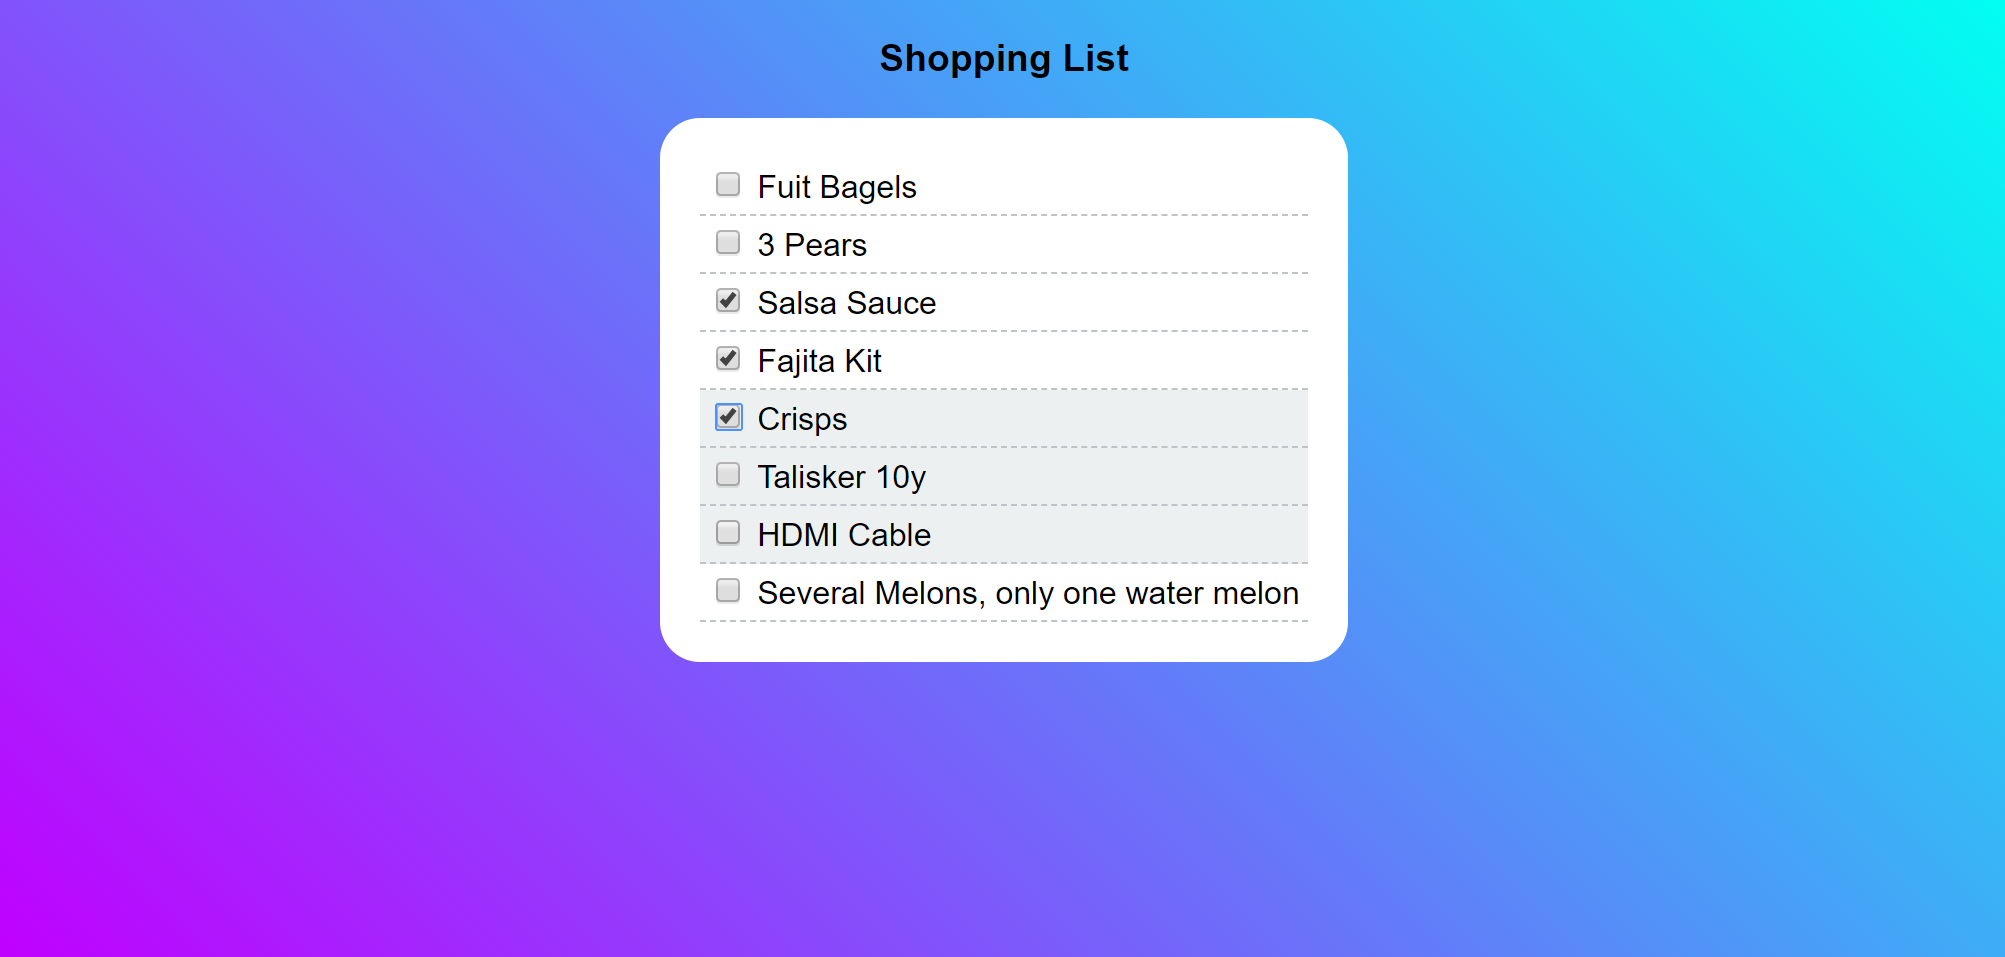 Shopping List
Fuit Bagels
3 Pears
Salsa Sauce
Fajita Kit
Crisps
Talisker 10y
HDMI Cable
Several Melons, only one water melon